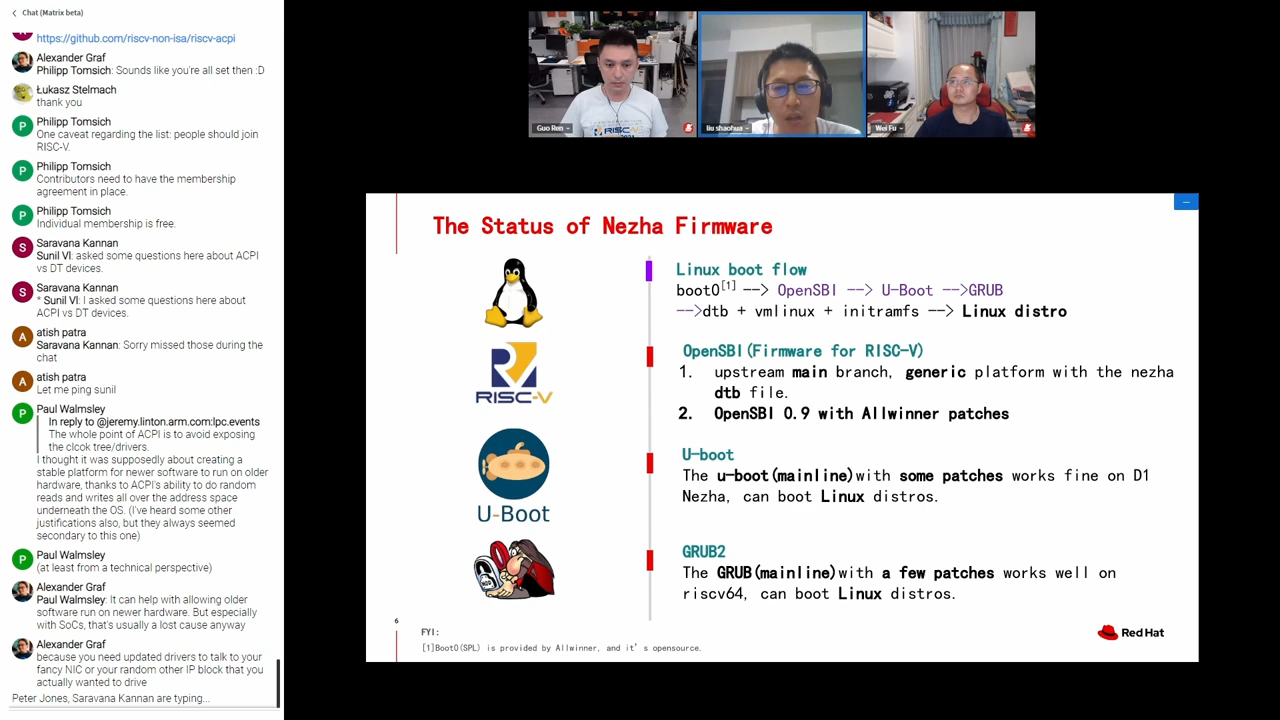 Chat (Matrix beta)
https://github.com/riscv-non-isa/riscv-acpi
Alexander Graf
Philipp Tomsich: Sounds like you're all set then :D
Łukasz Stelmach
thank you
Philipp Tomsich
One caveat regarding the list: people should join
RISC-V.
Philipp Tomsich
Contributors need to have the membership
agreement in place.
Philipp Tomsich
Individual membership is free.
Saravana Kannan
Sunil Vl: asked some questions here about ACPI
vs DT devices.
Saravana Kannan
* Sunil Vl: I asked some questions here about
ACPI vs DT devices.
atish patra
Saravana Kannan: Sorry missed those during the
chat
atish patra
Let me ping sunil
Paul Walmsley
In reply to @jeremy.linton.arm.com:lpc.events
The whole point of ACPI is to avoid exposing
the clcok tree/drivers.
I thought it was supposedly about creating a
stable platform for newer software to run on older
hardware, thanks to ACPI's ability to do random
reads and writes all over the address space
underneath the OS. (I've heard some other
justifications also, but they always seemed
secondary to this one)
Paul Walmsley
(at least from a technical perspective)
Alexander Graf
Paul Walmsley: It can help with allowing older
software run on newer hardware. But especially
with SoCs, that's usually a lost cause anyway
Alexander Graf
because you need updated drivers to talk to your
fancy NIC or your random other IP block that you
actually wanted to drive
Peter Jones, Saravana Kannan are typing...
Guo Ren
liu shaohua
Wei Fu
RISC-V
The Status of Nezha Firmware
Linux boot flow
boot0[1] --> OpenSBI --> U-Boot -->GRUB
-->dtb + vmlinux + initramfs --> Linux distro
RISC-V
OpenSBI(Firmware for RISC-V)
1. upstream main branch, generic platform with the nezha
dtb file.
2. OpenSBI 0.9 with Allwinner patches
U-Boot
U-boot
The u-boot(mainline)with some patches works fine on D1
Nezha, can boot Linux distros.
GRUB2
The GRUB(mainline)with a few patches works well on
riscv64, can boot Linux distros.
6
FYI:
[1]Boot0(SPL) is provided by Allwinner, and it's opensource.
Red Hat